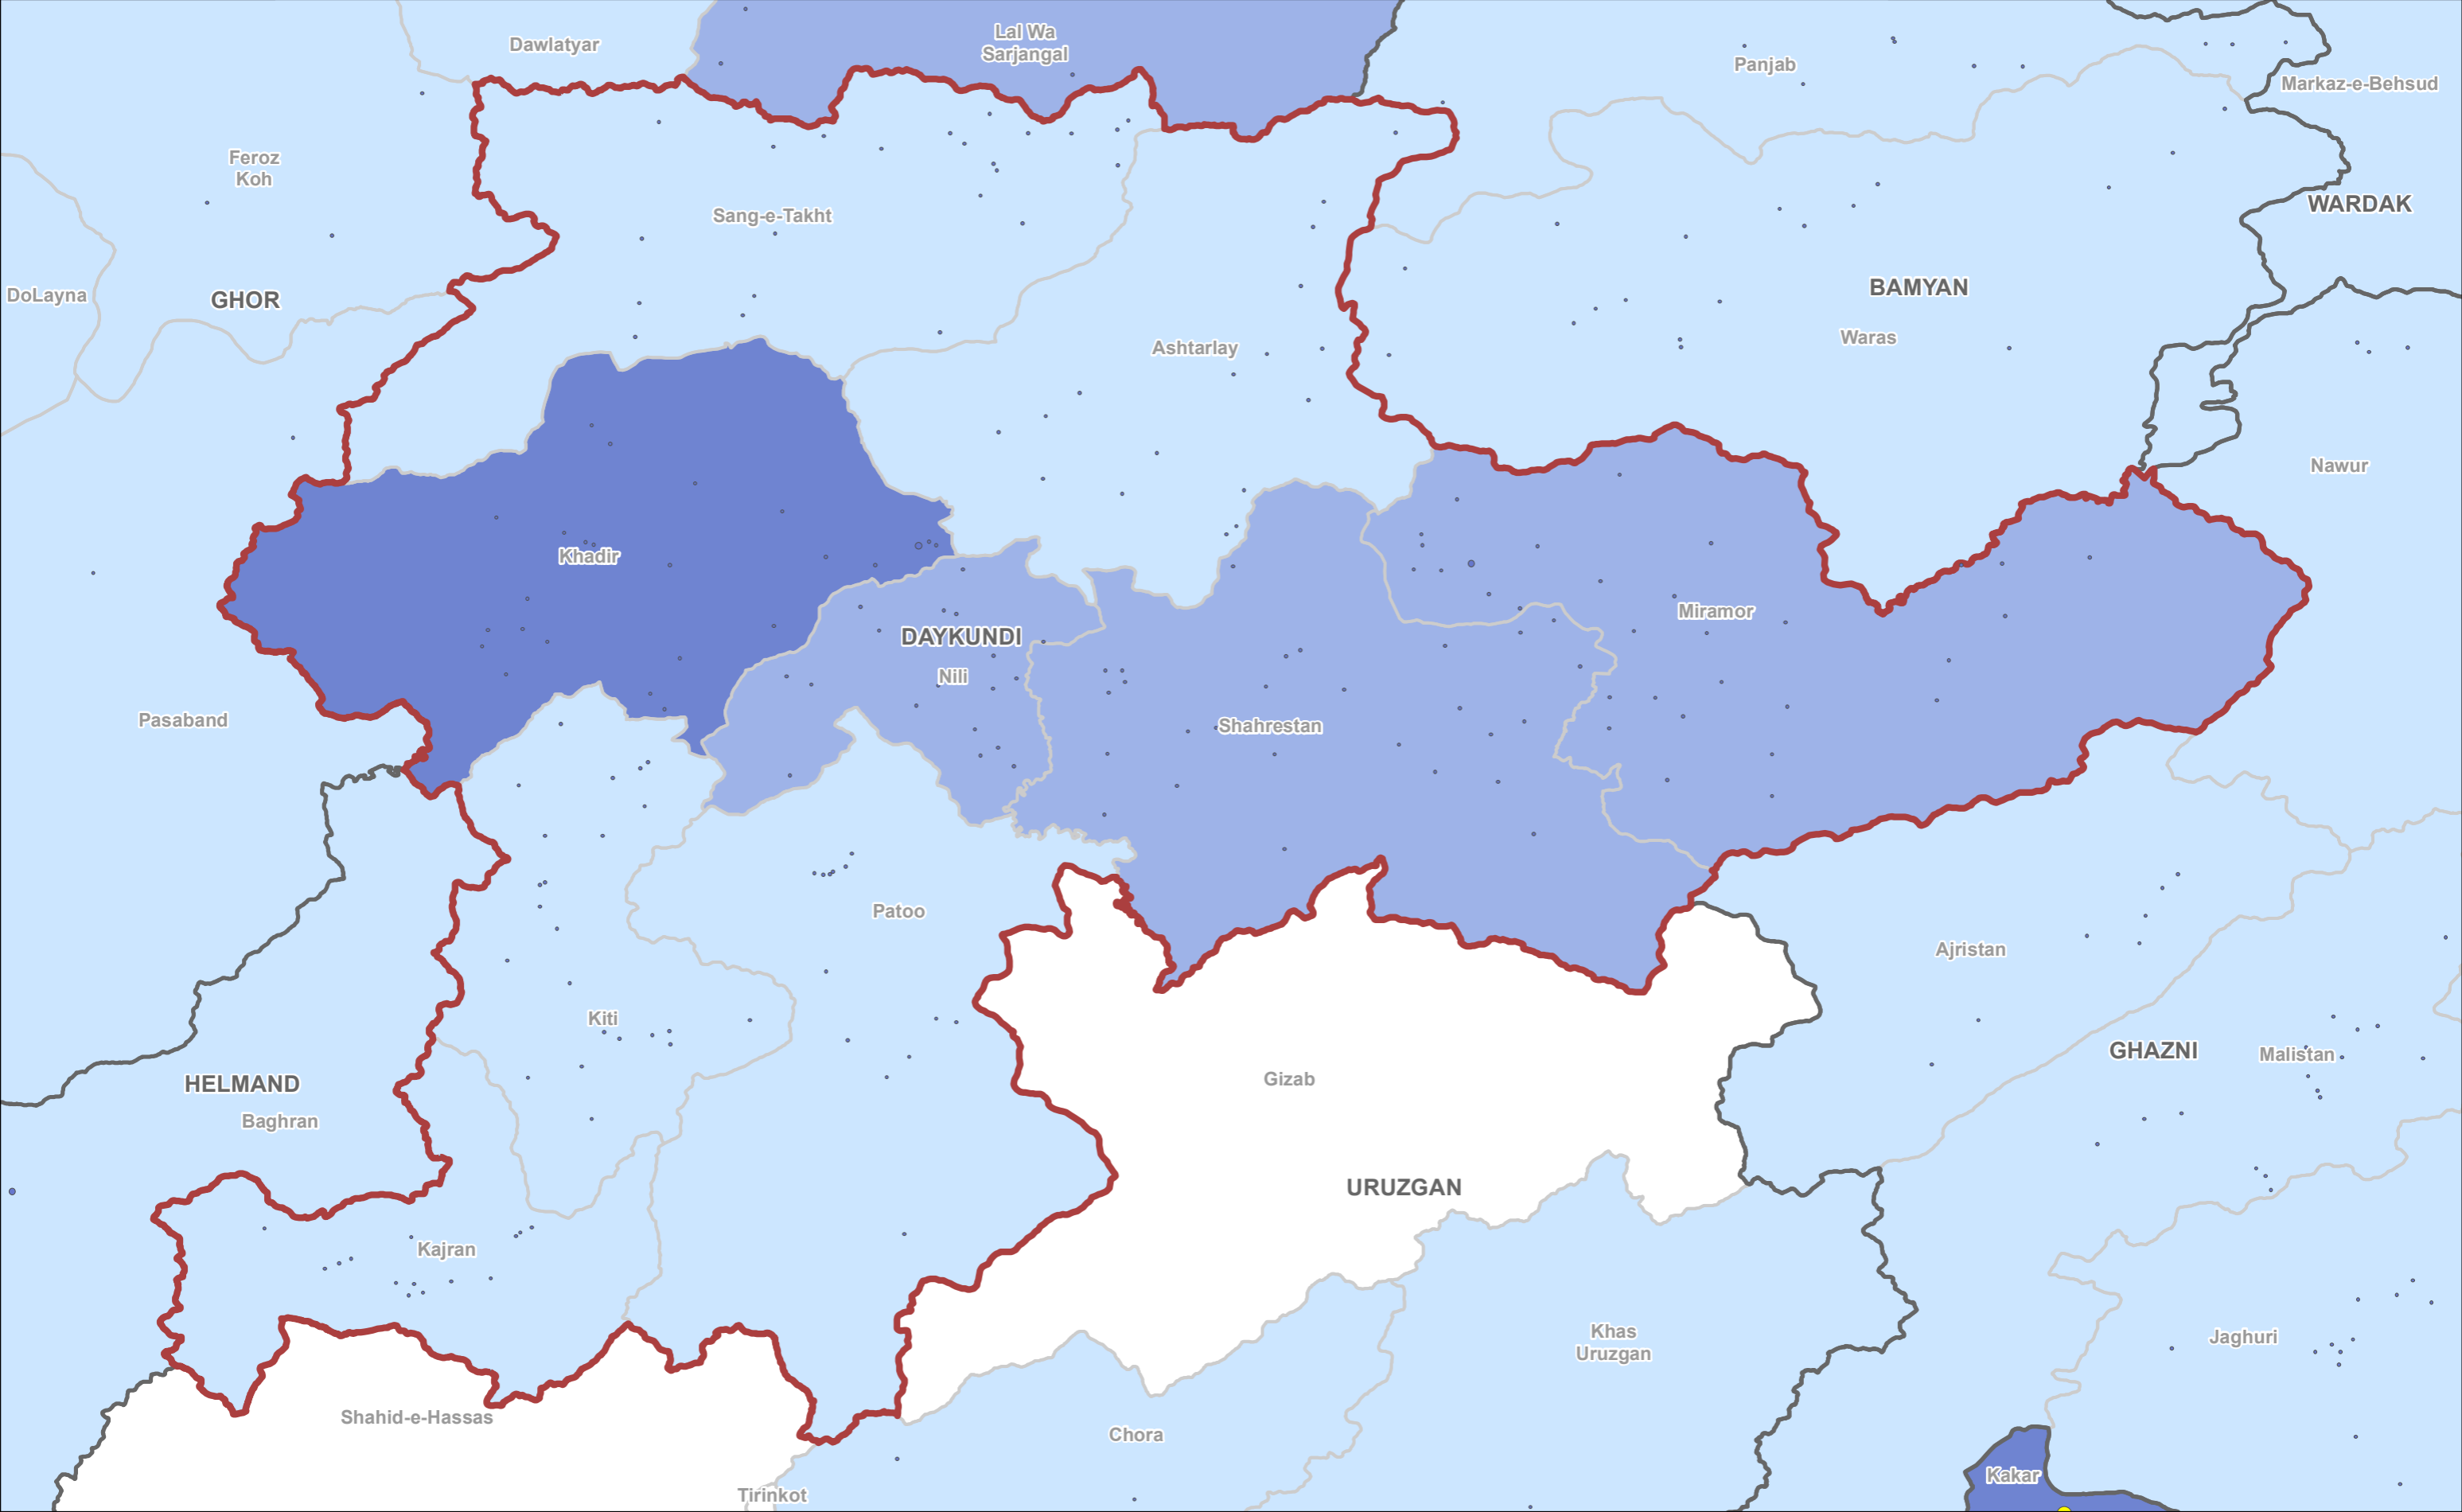 Dawlatyar
Lal Wa
Sarjangal
Panjab
Markaz-e-Behsud
Feroz
Koh
Sang-e-Takht
WARDAK
DoLayna
GHOR
BAMYAN
Waras
Ashtarlay
Nawur
Khadir
Miramor
DAYKUNDI
Nili
Pasaband
Shahrestan
Patoo
Ajristan
Kiti
Gizab
GHAZNI
Malistan
HELMAND
Baghran
URUZGAN
Kajran
Khas
Uruzgan
Jaghuri
Shahid-e-Hassas
Chora
Kakar
Tirinkot